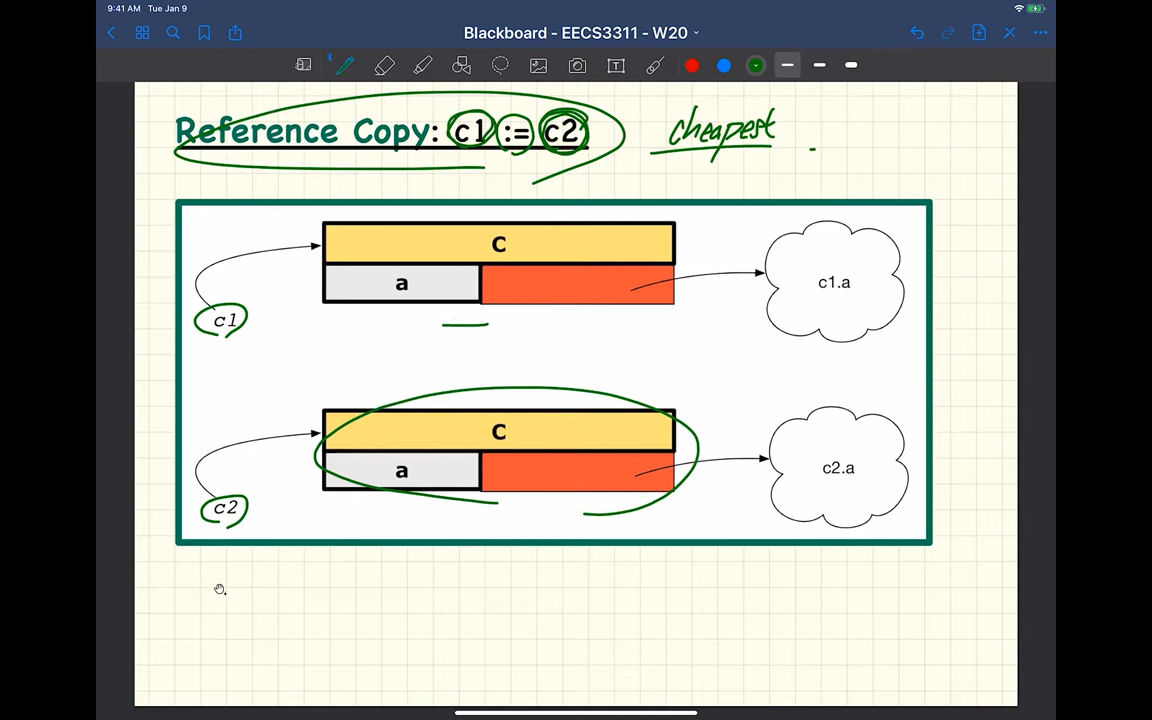 9:41 AM Tue Jan 9
Blackboard - EECS3311 - W20
T
Reference Copy: c1 := c2 cheapest
C
a
c1.a
c1
C
a
c2.a
c2